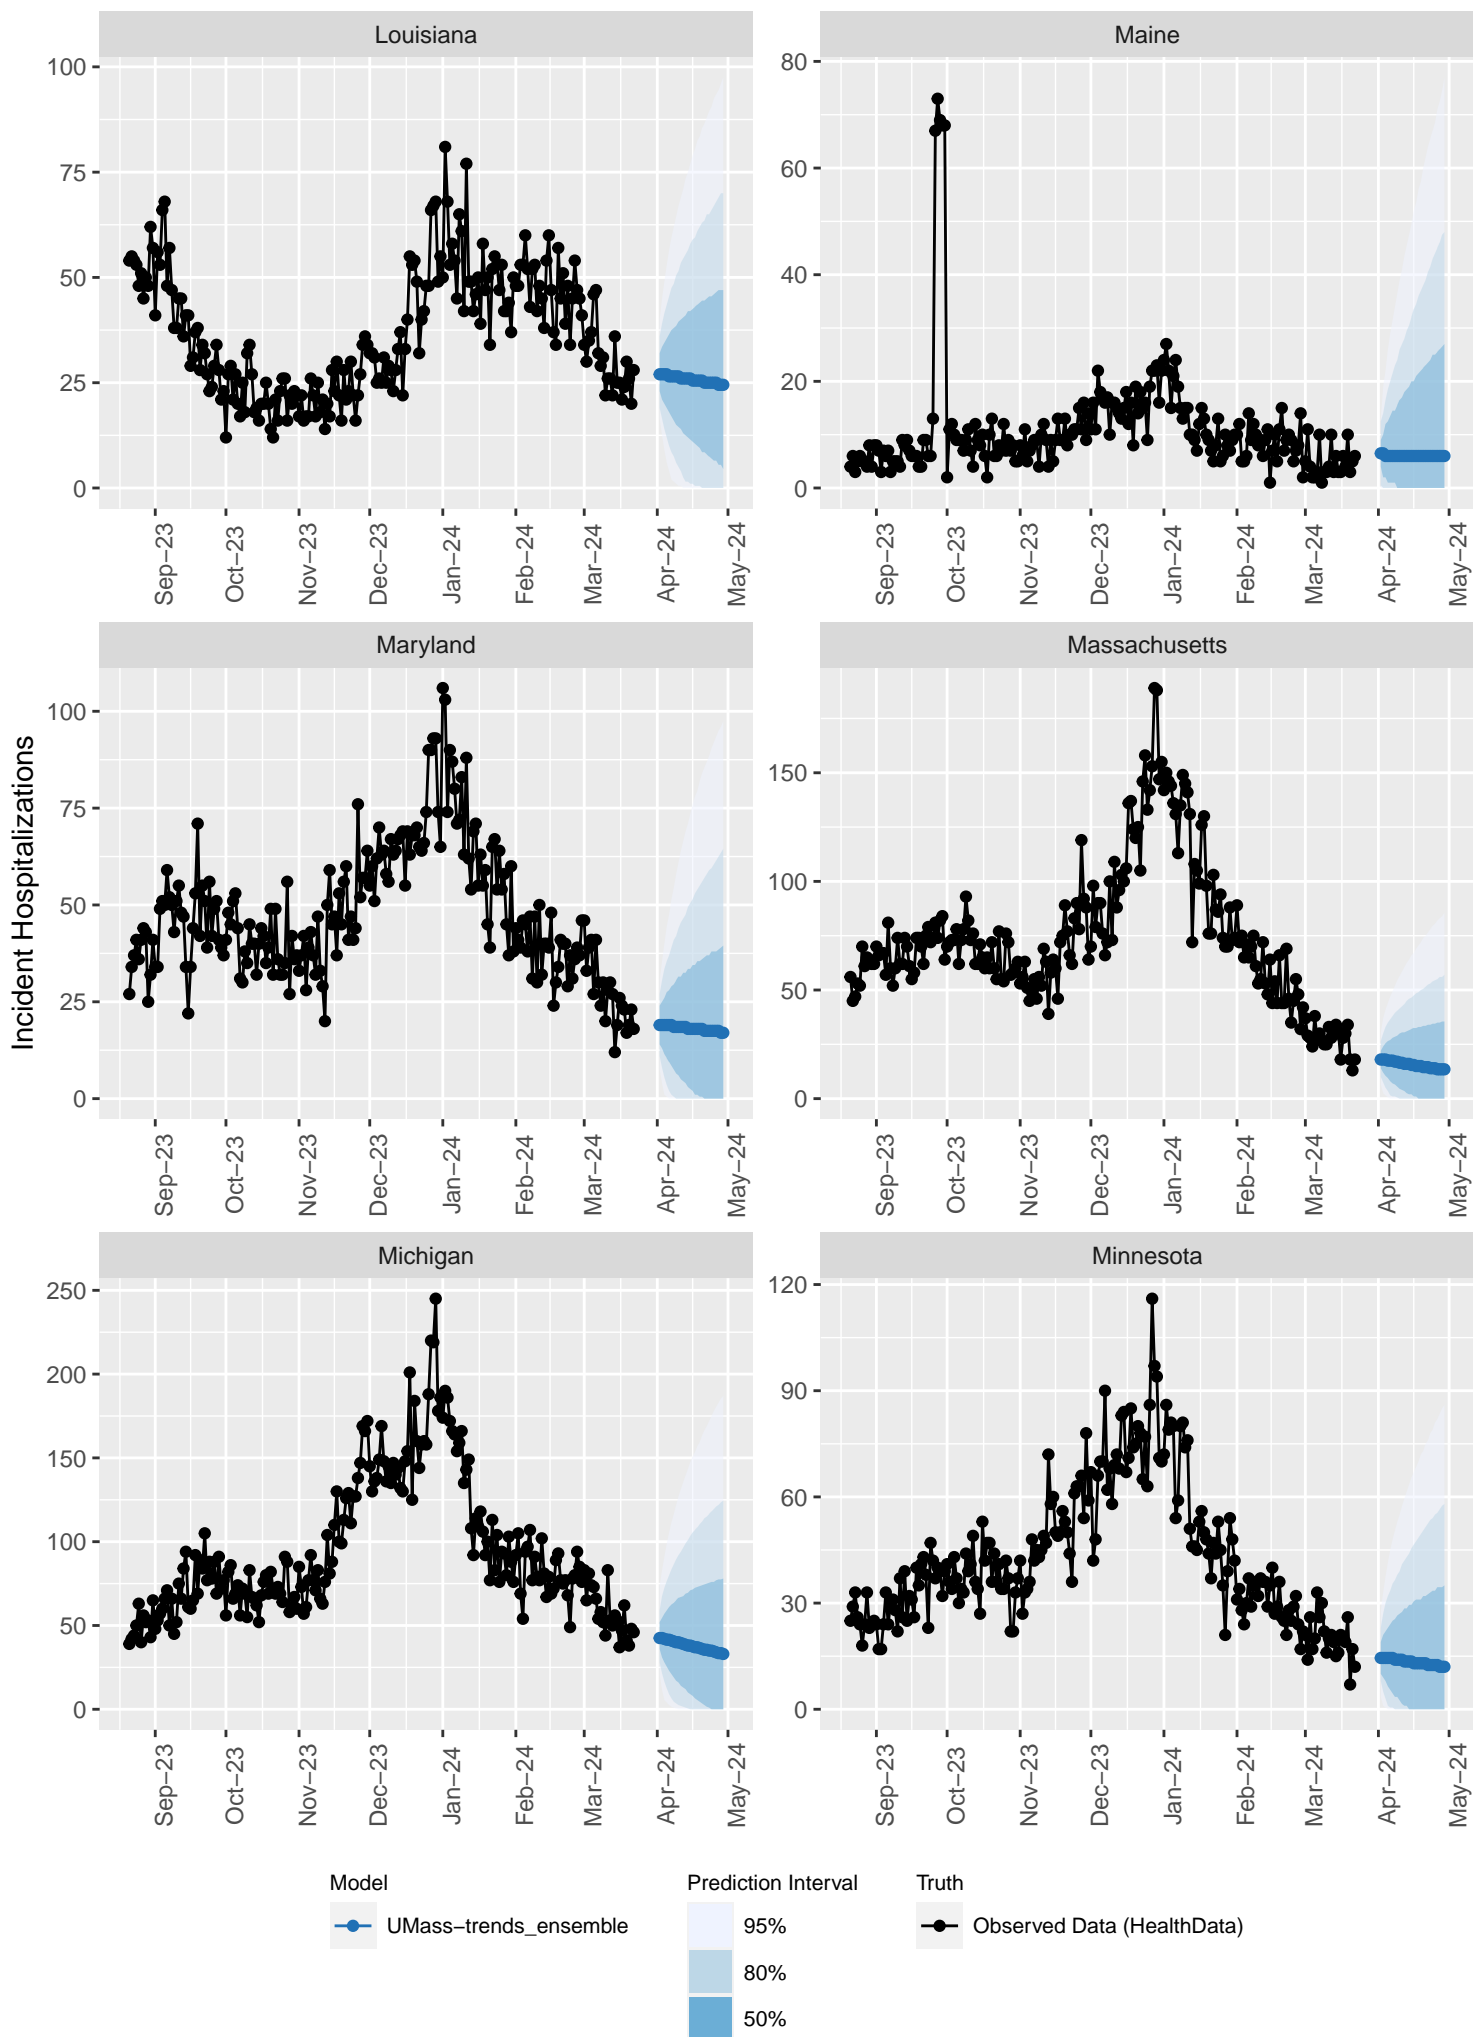 Louisiana
Maine
100
75
50
25
0
80
60
40
20
0
Sep−23
Oct−23
Nov−23
Dec−23
Jan−24
Feb−24
Mar−24
Apr−24
May−24
Sep−23
Oct−23
Nov−23
Dec−23
Jan−24
Feb−24
Mar−24
Apr−24
May−24
Incident Hospitalizations
Maryland
Massachusetts
100
75
50
25
0
150
100
50
0
Sep−23
Oct−23
Nov−23
Dec−23
Jan−24
Feb−24
Mar−24
Apr−24
May−24
Sep−23
Oct−23
Nov−23
Dec−23
Jan−24
Feb−24
Mar−24
Apr−24
May−24
Michigan
Minnesota
250
200
150
100
50
0
120
90
60
30
0
Sep−23
Oct−23
Nov−23
Dec−23
Jan−24
Feb−24
Mar−24
Apr−24
May−24
Sep−23
Oct−23
Nov−23
Dec−23
Jan−24
Feb−24
Mar−24
Apr−24
May−24
Model
UMass−trends_ensemble
Prediction Interval
95%
80%
50%
Truth
Observed Data (HealthData)